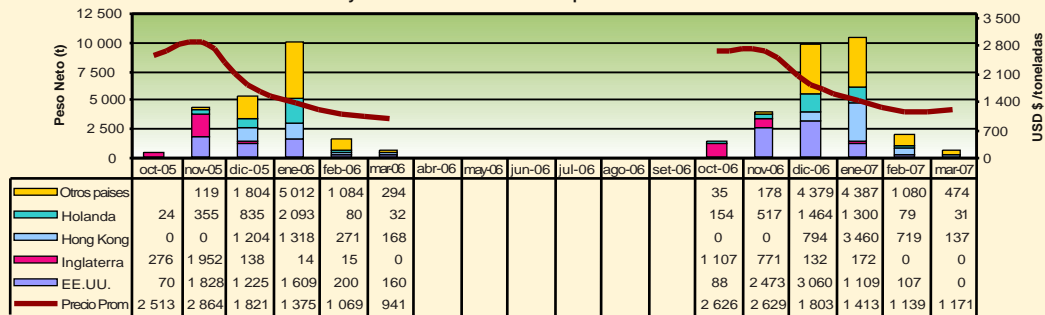 12 500
10 000
7 500
5 000
2 500
0
Peso Neto (t)
3 500
2 800
2 100
1 400
700
0
USD $ /toneladas
oct-05 nov-05 dic-05 ene-06 feb-06 mar-06 abr-06 may-06 jun-06 jul-06 ago-06 set-06 oct-06 nov-06 dic-06 ene-07 feb-07 mar-07
Otros paises 119 1 804 5 012 1 084 294 35 178 4 379 4 387 1 080 474
Holanda 24 355 835 2 093 80 32 154 517 1 464 1 300 79 31
Hong Kong 0 0 1 204 1 318 271 168 0 0 794 3 460 719 137
Inglaterra 276 1 952 138 14 15 0 1 107 771 132 172 0 0
EE.UU. 70 1 828 1 225 1 609 200 160 88 2 473 3 060 1 109 107 0
Precio Prom 2 513 2 864 1 821 1 375 1 069 941 2 626 2 629 1 803 1 413 1 139 1 171